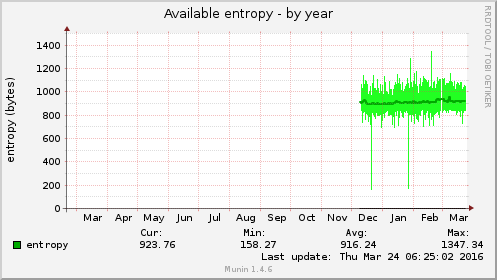 Available entropy - by year
RRDTOOL / TOBI OETIKER
entropy (bytes)
1400
1200
1000
800
600
400
200
0
Mar Apr May Jun Jul Aug Sep Oct Nov Dec Jan Feb Mar
Cur: Min: Avg: Max:
entropy 923.76 158.27 916.24 1347.34
Last update: Thu Mar 24 06:25:02 2016
Munin 1.4.6